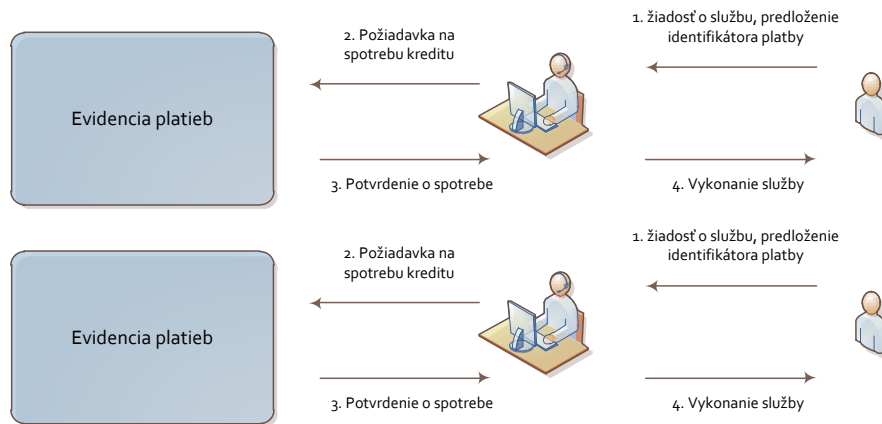 1. žiadosť o službu, predloženie
identifikátora platby
2. Požiadavka na
spotrebu kreditu
Evidencia platieb
3. Potvrdenie o spotrebe
4. Vykonanie služby
1. žiadosť o službu, predloženie
identifikátora platby
2. Požiadavka na
spotrebu kreditu
Evidencia platieb
3. Potvrdenie o spotrebe
4. Vykonanie služby